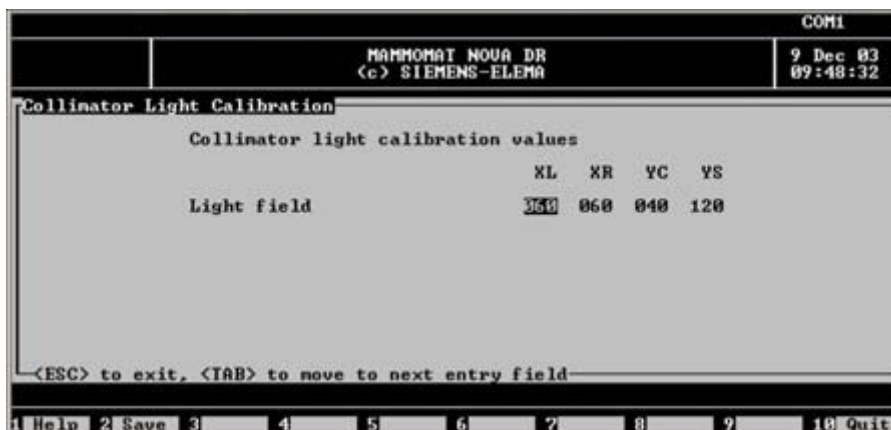 COM1
MAMMOMAT NOVA DR
(c) SIEMENS-ELEMA
9 Dec 03
09:48:32
Collimator Light Calibration
Collimator light calibration values
XL XR YC YS
Light field 060 060 040 120
<ESC> to exit, <TAB> to move to next entry field
1 Help 2 Save 3 4 5 6 7 8 9 10 Quit